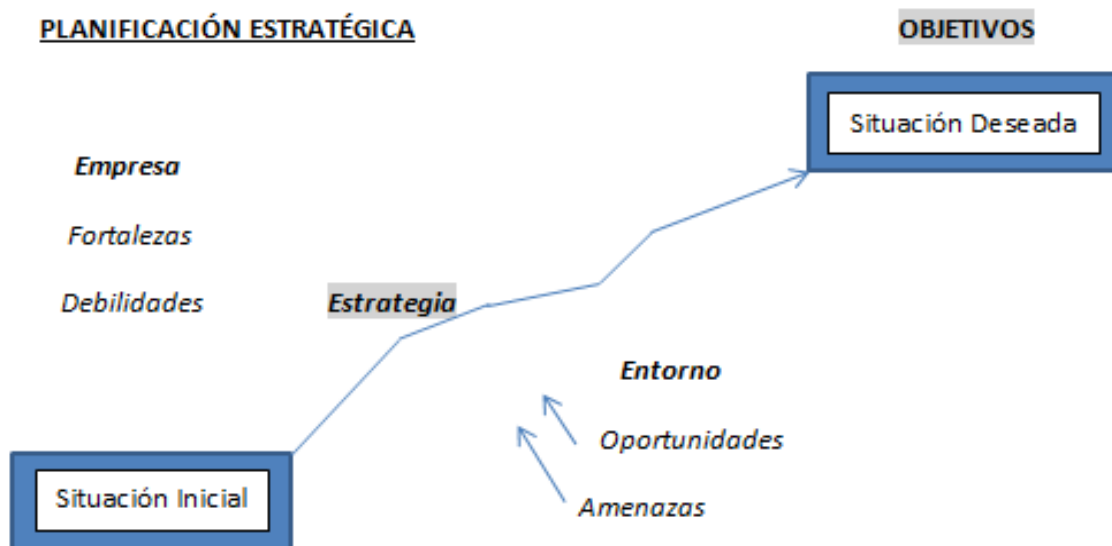 PLANIFICACIÓN ESTRATÉGICA
OBJETIVOS
Situación Deseada
Empresa
Fortalezas
Debilidades
Estrategia
Entorno
Oportunidades
Situación Inicial
Amenazas